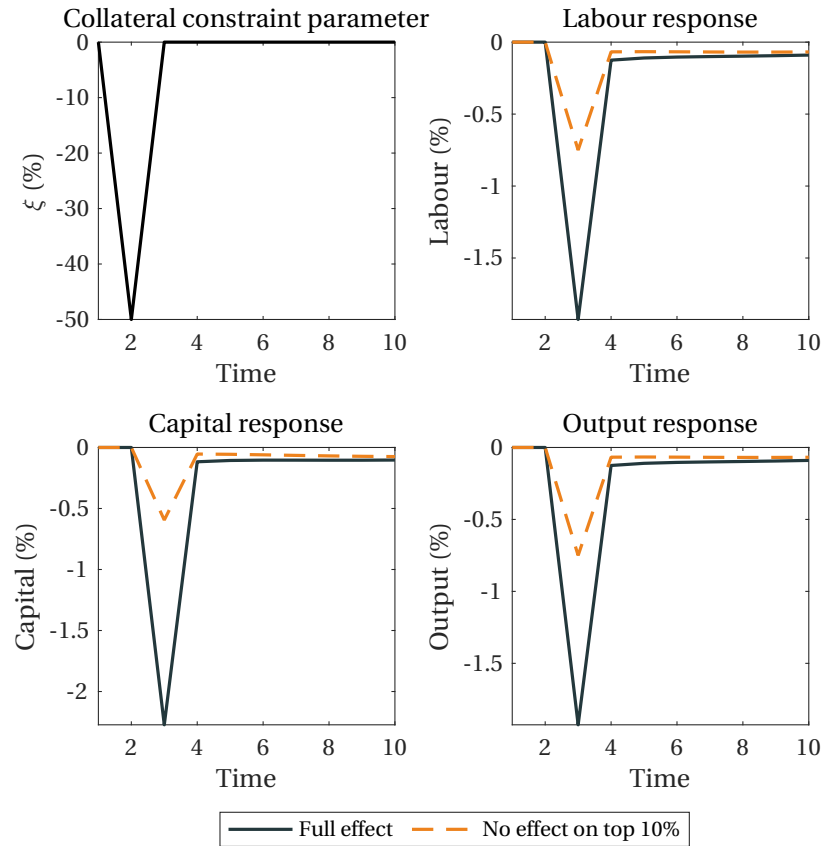 Collateral constraint parameter
0
-10
-20
-30
-40
-50
ξ (%)
2 4 6 8 10
Time
Labour response
0
-0.5
-1
-1.5
Labour (%)
2 4 6 8 10
Time
Capital response
0
-0.5
-1
-1.5
-2
Capital (%)
2 4 6 8 10
Time
Output response
0
-0.5
-1
-1.5
Output (%)
2 4 6 8 10
Time
Full effect No effect on top 10%